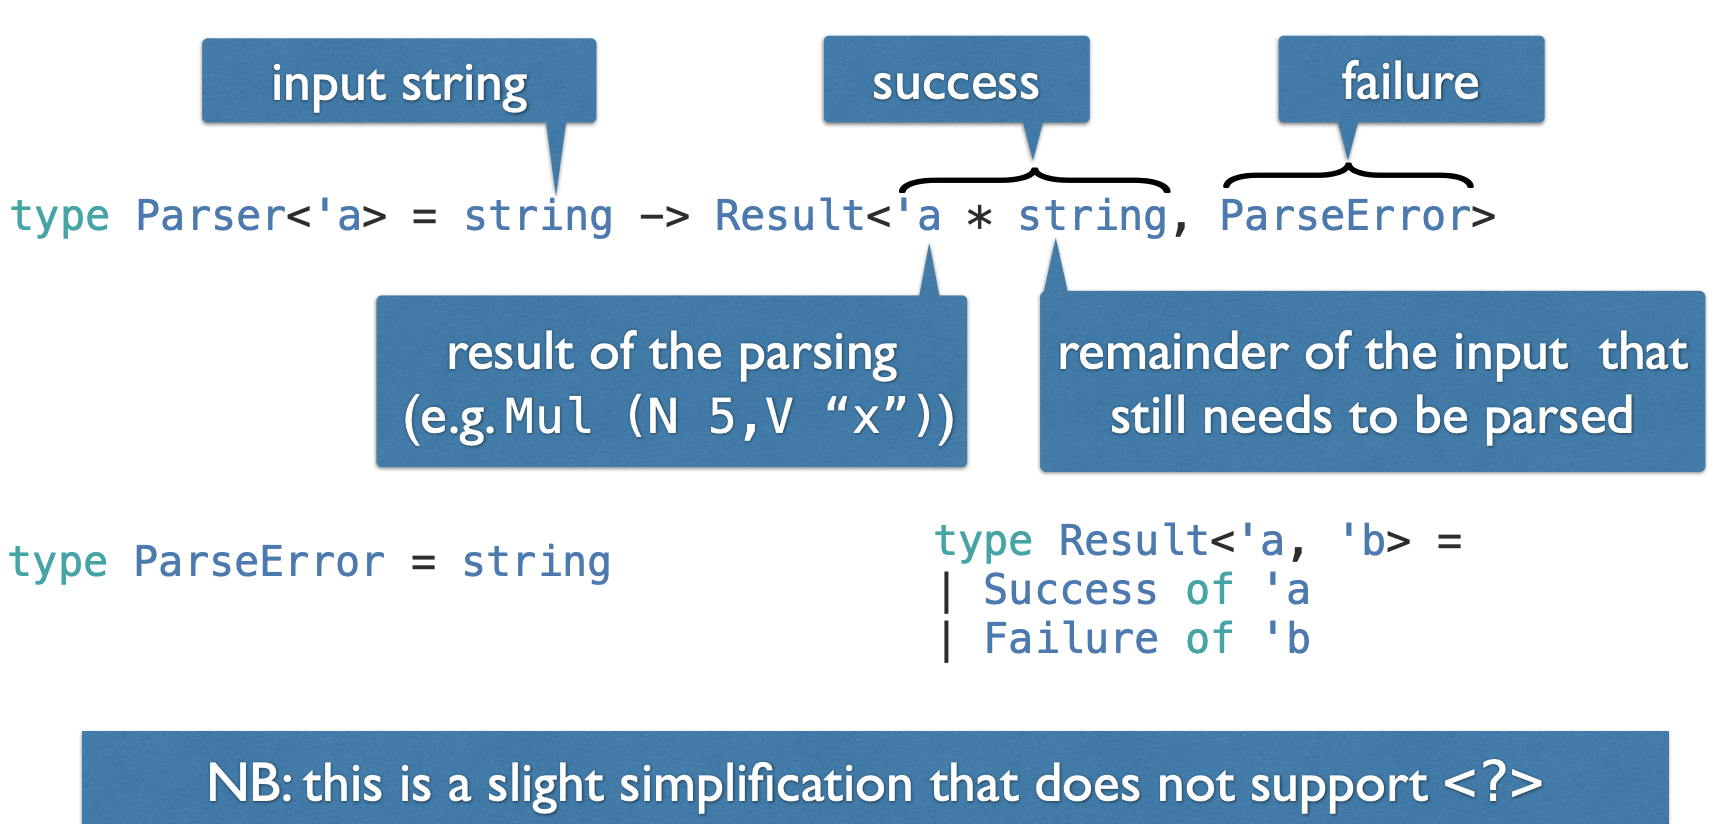 input string
success
failure
type Parser<'a> = string -> Result<'a * string, ParseError>
result of the parsing
(e.g. Mul (N 5,V “x”))
remainder of the input that
still needs to be parsed
type ParseError = string
type Result<'a, 'b> =
| Success of 'a
| Failure of 'b
NB: this is a slight simplification that does not support <?>